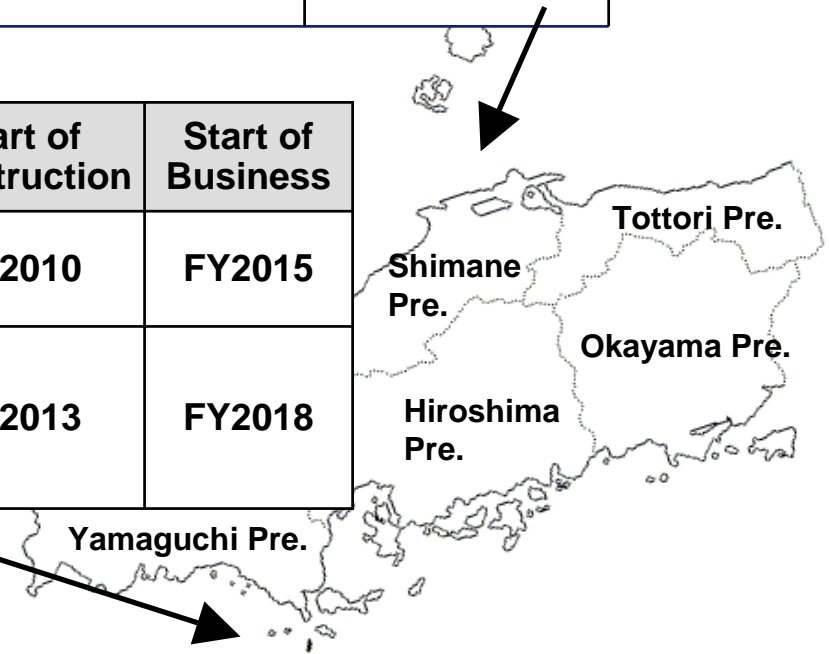 art of
truction
Start of
Business
2010
FY2015
2013
FY2018
Tottori Pre.
Shimane
Pre.
Okayama Pre.
Hiroshima
Pre.
Yamaguchi Pre.